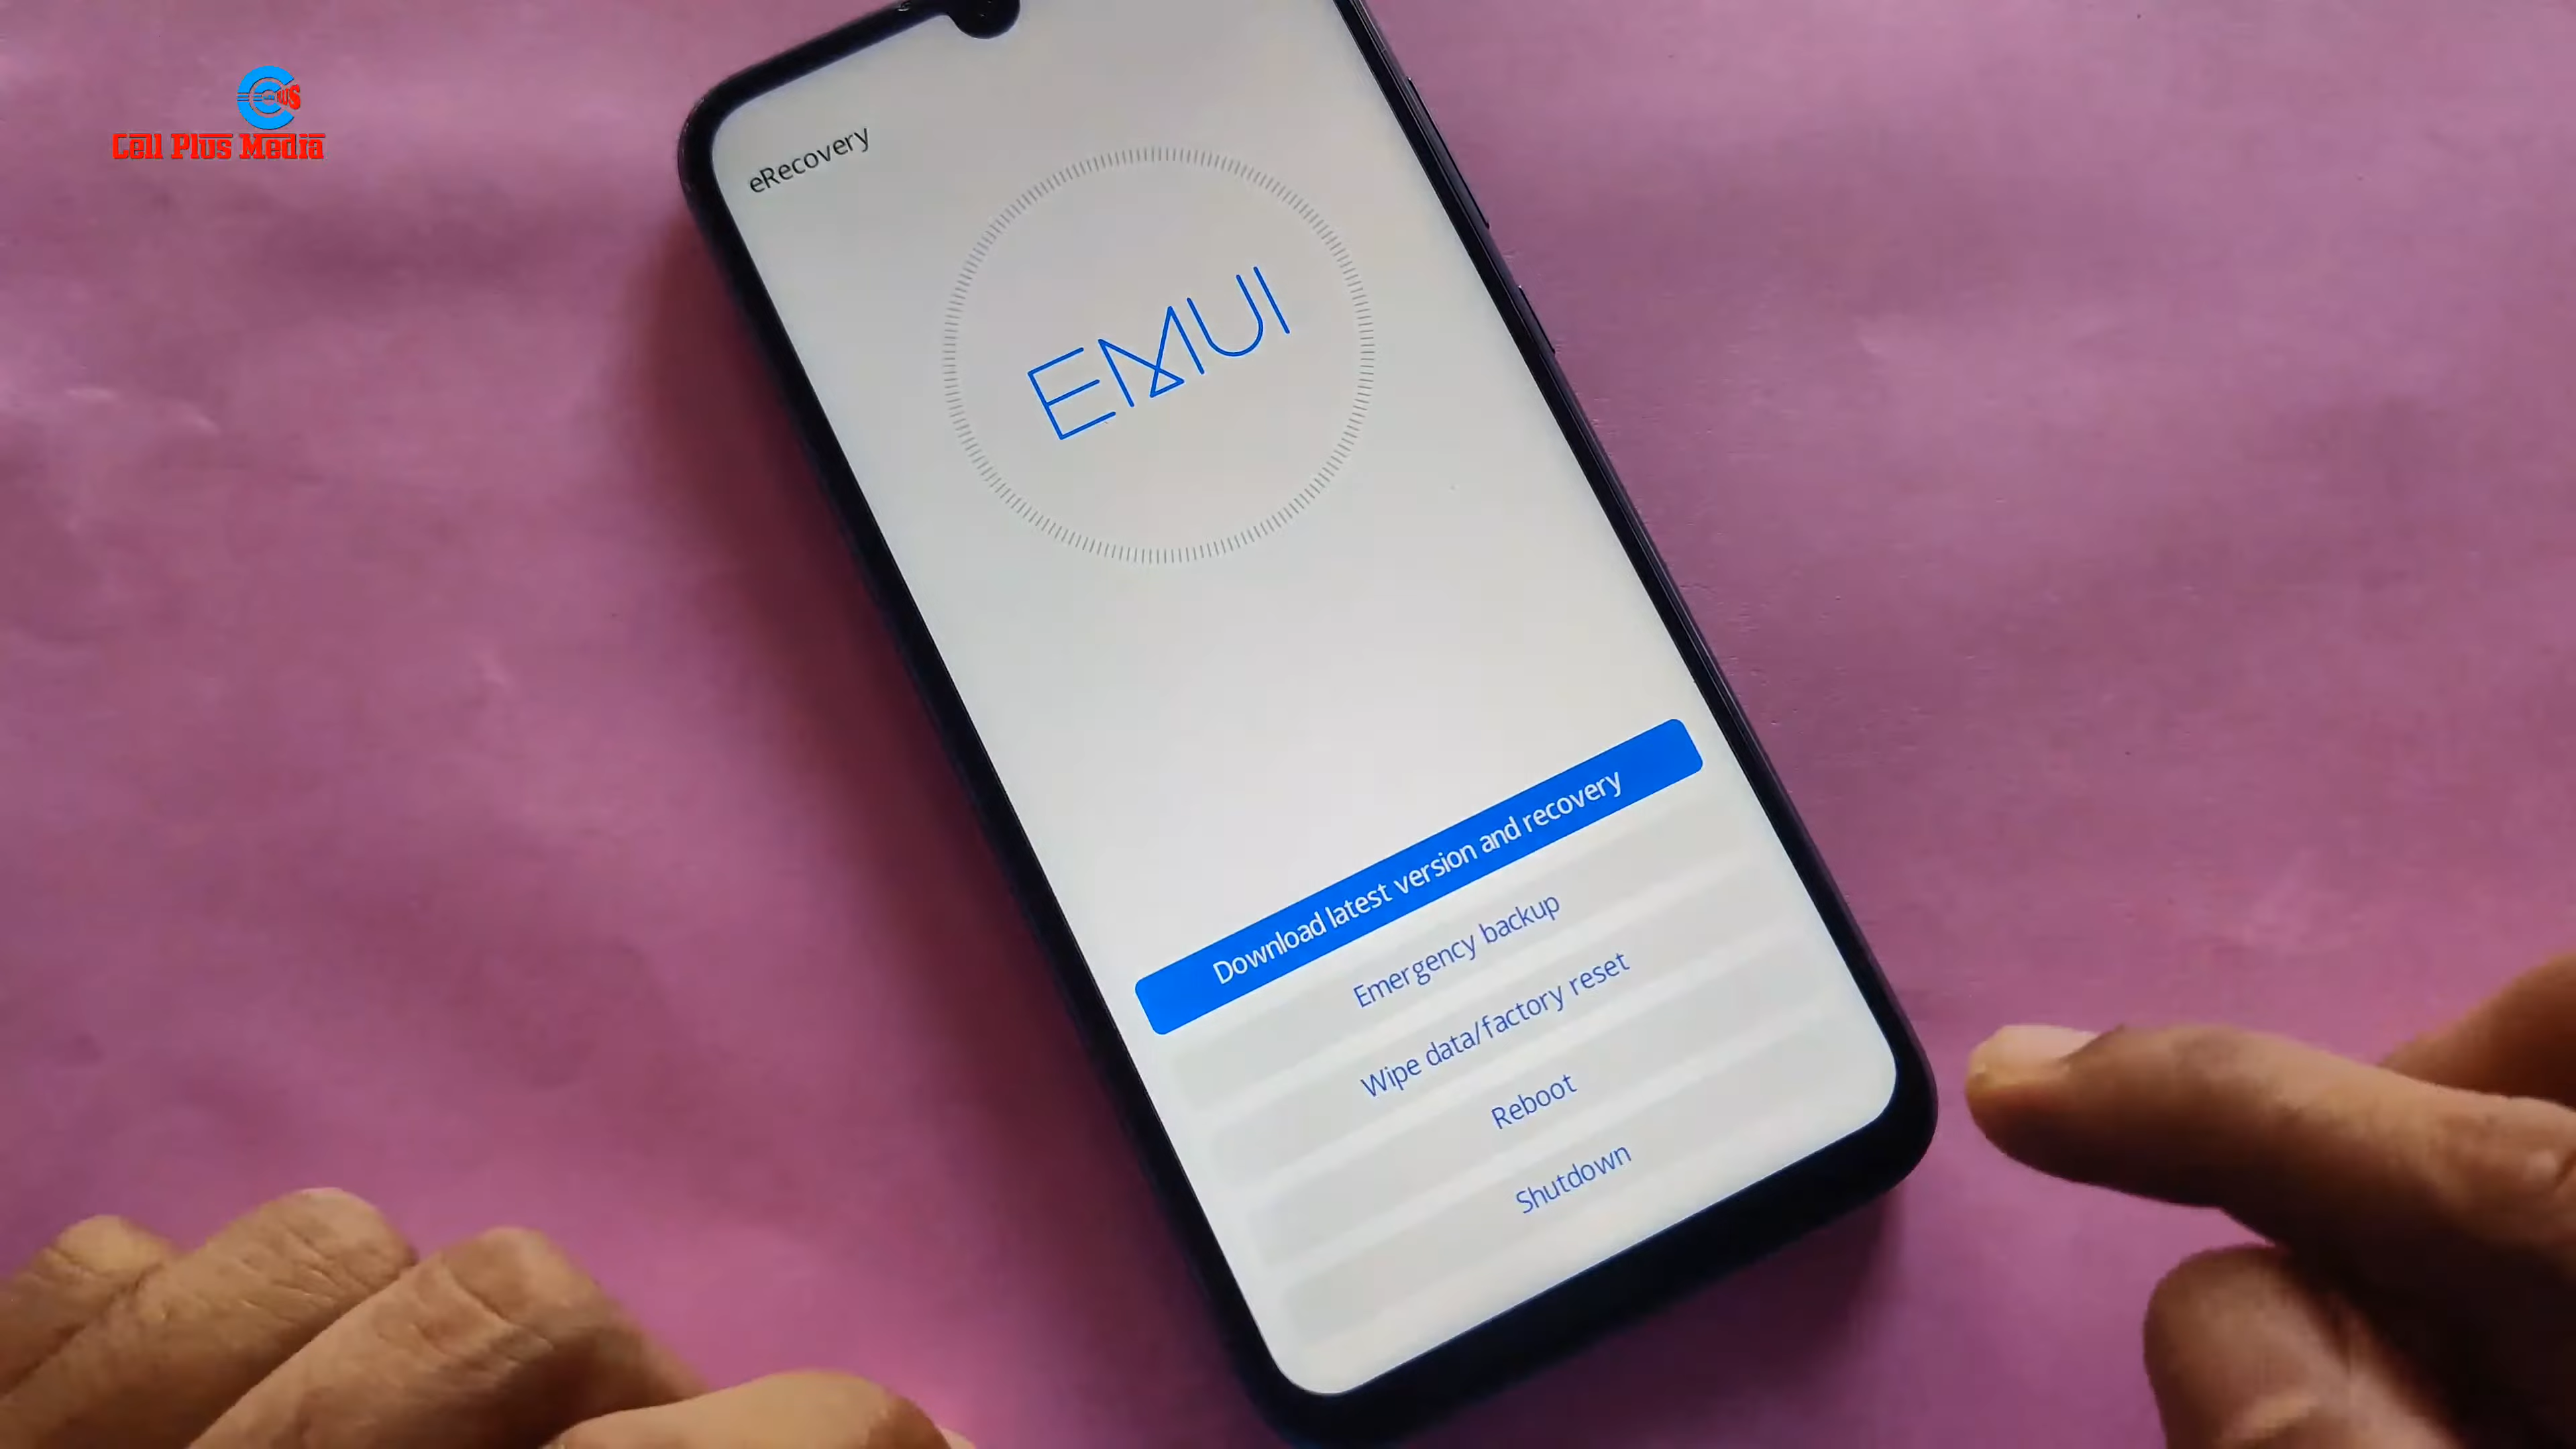 Cell Plus Media
eRecovery
EMUI
Download latest version and recovery
Emergency backup
Wipe data/factory reset
Reboot
Shutdown